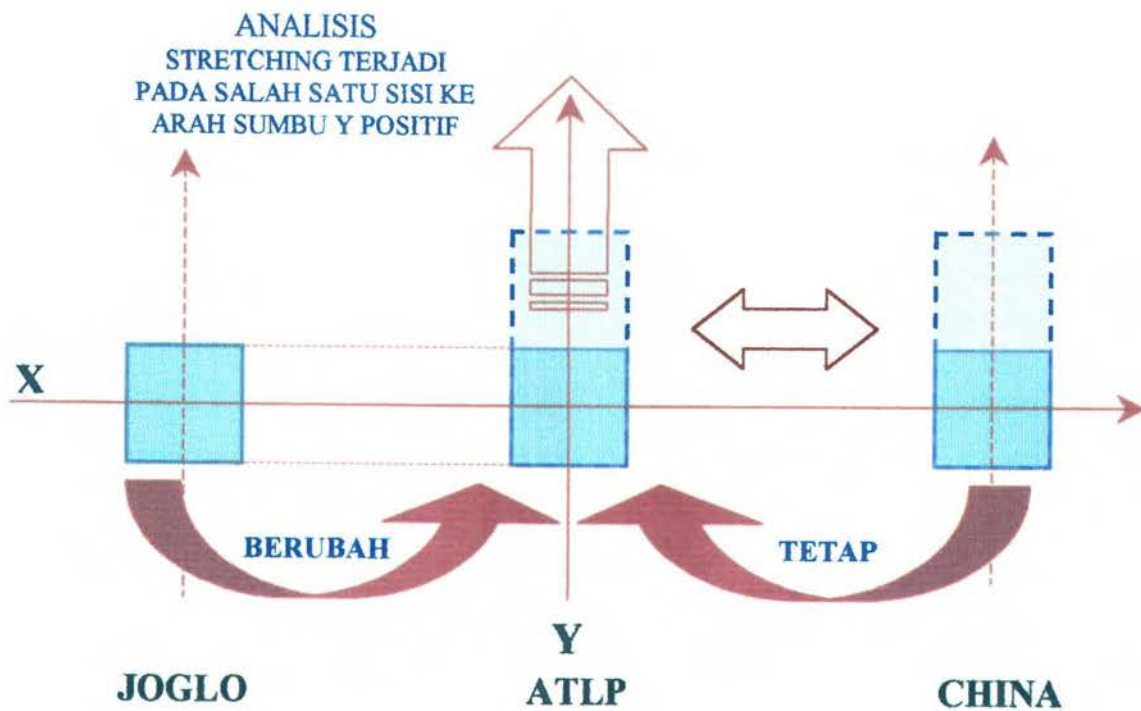 ANALISIS
STRETCHING TERJADI
PADA SALAH SATU SISI KE
ARAH SUMBU Y POSITIF
X
BERUBAH
TETAP
Y
JOGLO
ATLP
CHINA